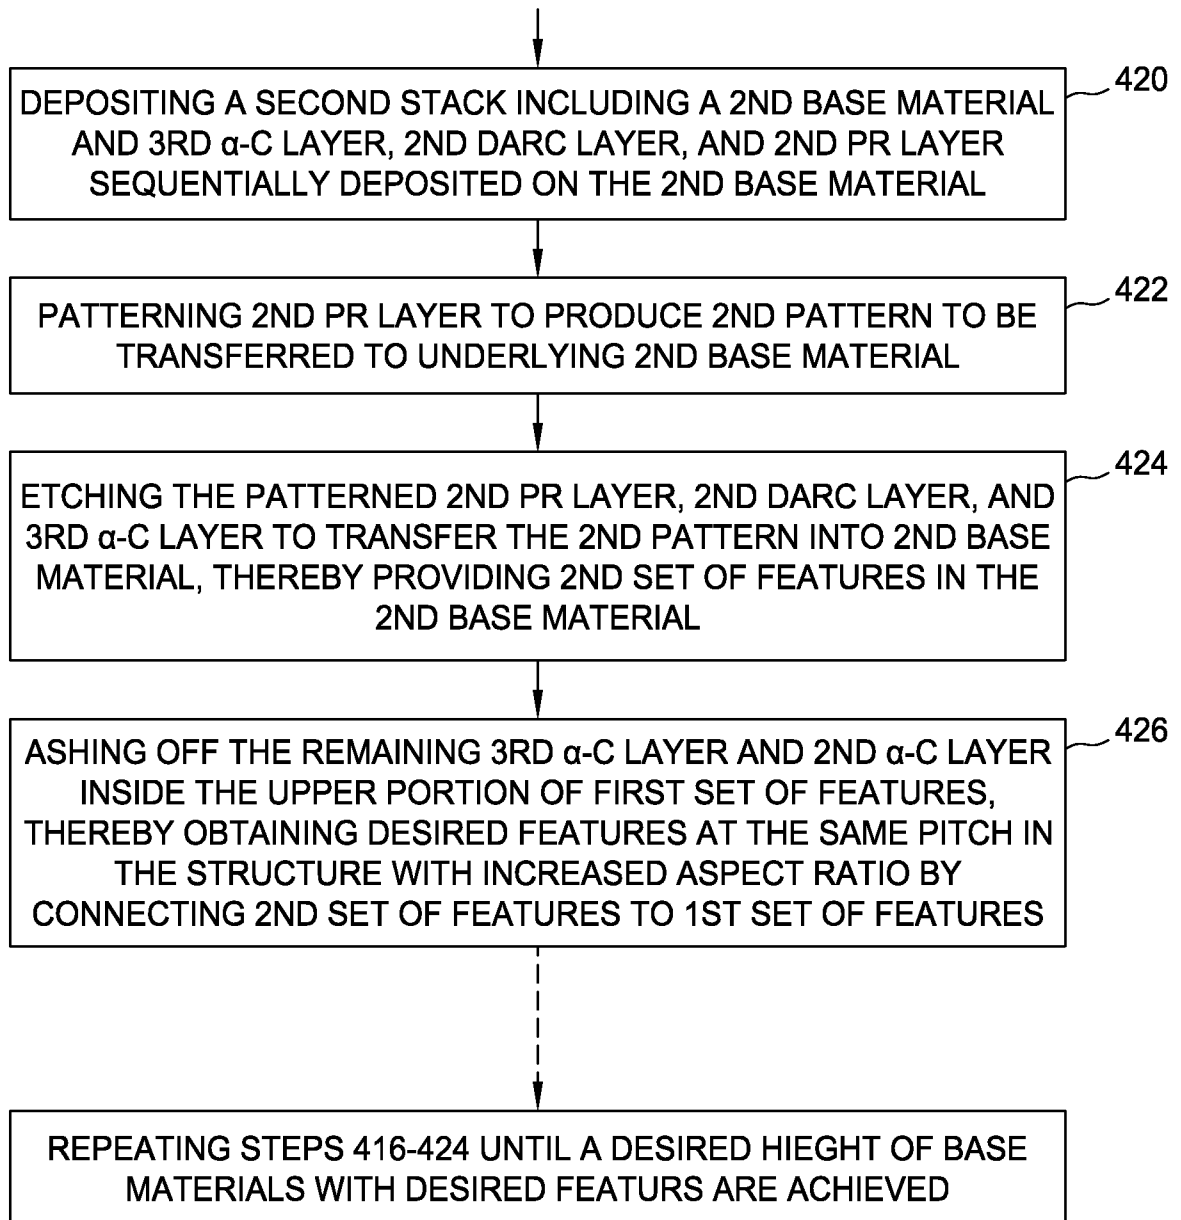 DEPOSITING A SECOND STACK INCLUDING A 2ND BASE MATERIAL
AND 3RD α-C LAYER, 2ND DARC LAYER, AND 2ND PR LAYER
SEQUENTIALLY DEPOSITED ON THE 2ND BASE MATERIAL
420
PATTERNING 2ND PR LAYER TO PRODUCE 2ND PATTERN TO BE
TRANSFERRED TO UNDERLYING 2ND BASE MATERIAL
422
ETCHING THE PATTERNED 2ND PR LAYER, 2ND DARC LAYER, AND
3RD α-C LAYER TO TRANSFER THE 2ND PATTERN INTO 2ND BASE
MATERIAL, THEREBY PROVIDING 2ND SET OF FEATURES IN THE
2ND BASE MATERIAL
424
ASHING OFF THE REMAINING 3RD α-C LAYER AND 2ND α-C LAYER
INSIDE THE UPPER PORTION OF FIRST SET OF FEATURES,
THEREBY OBTAINING DESIRED FEATURES AT THE SAME PITCH IN
THE STRUCTURE WITH INCREASED ASPECT RATIO BY
CONNECTING 2ND SET OF FEATURES TO 1ST SET OF FEATURES
426
REPEATING STEPS 416-424 UNTIL A DESIRED HIEGHT OF BASE
MATERIALS WITH DESIRED FEATURS ARE ACHIEVED